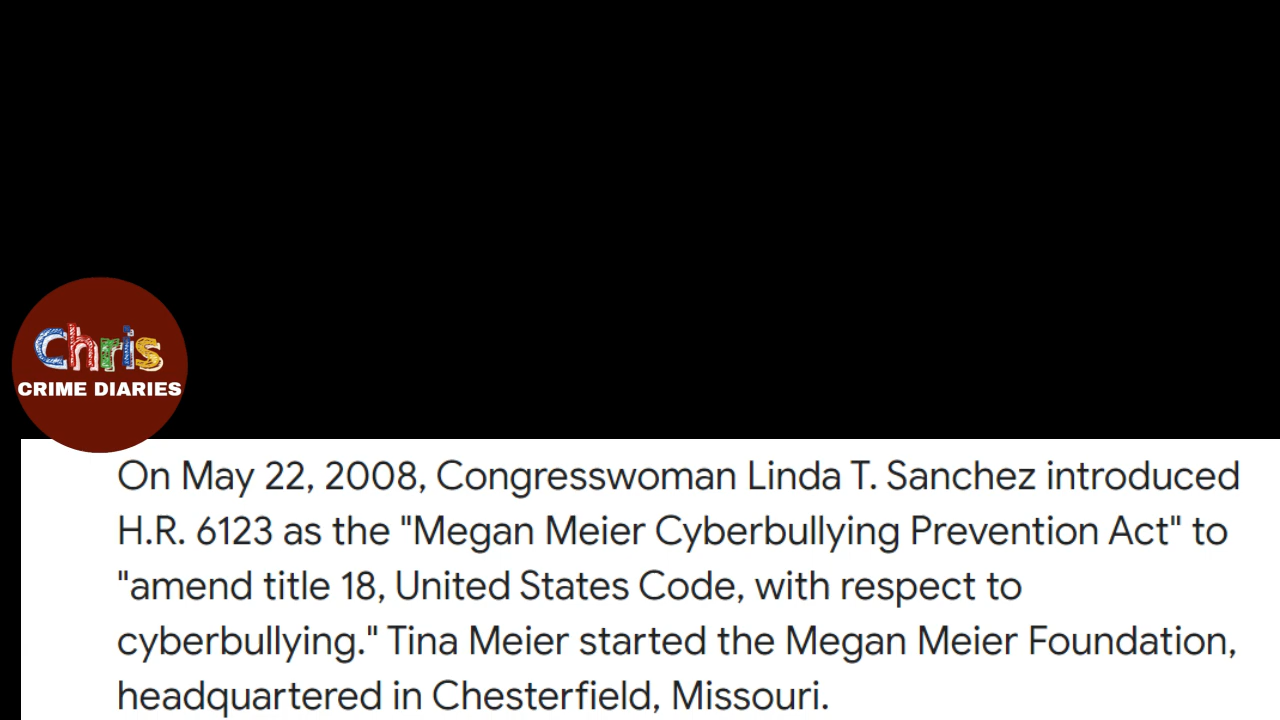 Chris
CRIME DIARIES
On May 22, 2008, Congresswoman Linda T. Sanchez introduced
H.R. 6123 as the "Megan Meier Cyberbullying Prevention Act" to
"amend title 18, United States Code, with respect to
cyberbullying." Tina Meier started the Megan Meier Foundation,
headquartered in Chesterfield, Missouri.